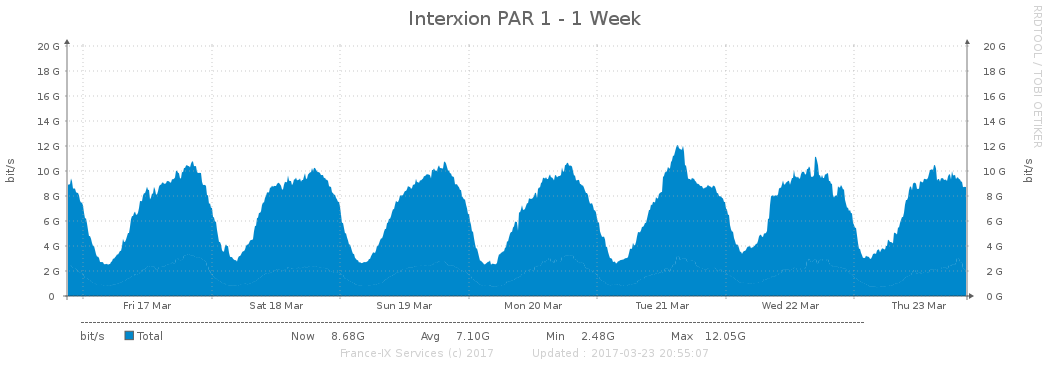 Interxion PAR 1 - 1 Week
RRDTOOL / TOBI OETIKER
bit/s
bit/s
20 G 20 G
18 G 18 G
16 G 16 G
14 G 14 G
12 G 12 G
10 G 10 G
8 G 8 G
6 G 6 G
4 G 4 G
2 G 2 G
0 0 G
Fri 17 Mar Sat 18 Mar Sun 19 Mar Mon 20 Mar Tue 21 Mar Wed 22 Mar Thu 23 Mar
bit/s Total Now 8.68G Avg 7.10G Min 2.48G Max 12.05G
France-IX Services (c) 2017 Updated : 2017-03-23 20:55:07